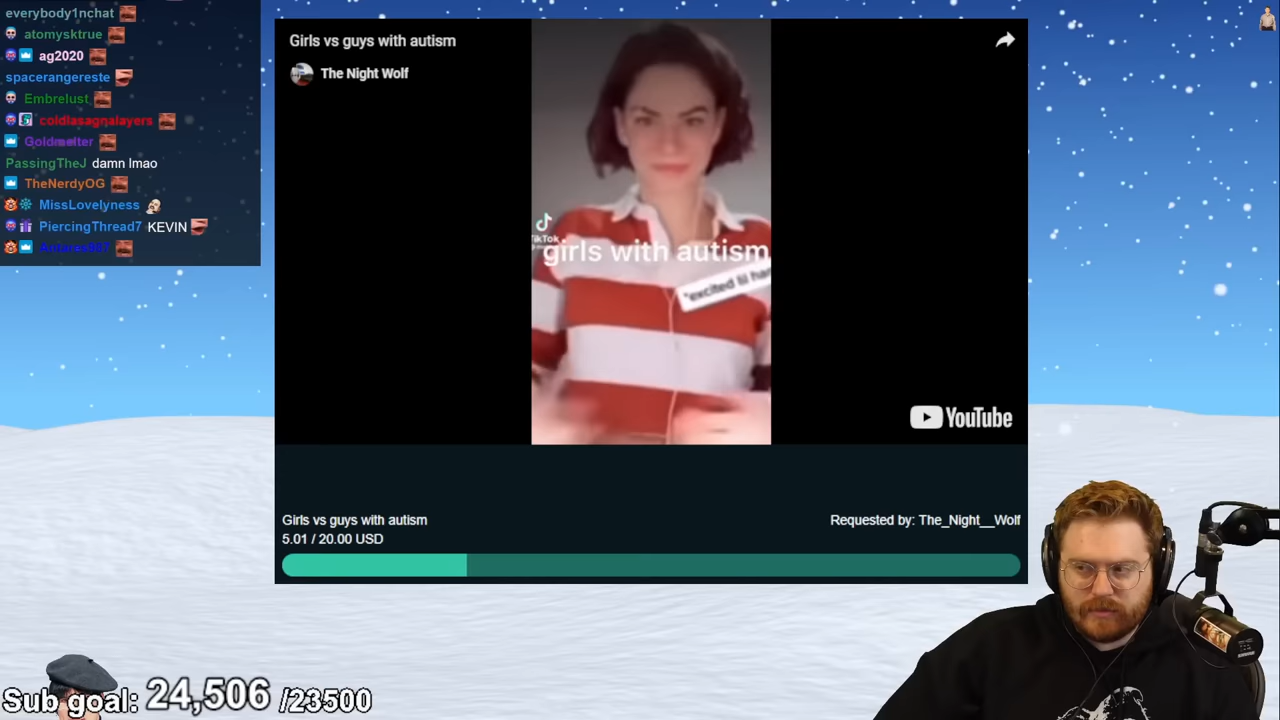 everybody1nchat
atomysktrue
ag2020
spacerangereste
Embrelust
coldlasagnalayers
Goldmelter
PassingTheJ damn lmao
TheNerdyOG
MissLovelyness
PiercingThread7 KEVIN
Antares987
Girls vs guys with autism
The Night Wolf
TikTok
girls with autism
*excited lil
YouTube
Girls vs guys with autism
Requested by: The_Night__Wolf
5.01 / 20.00 USD
Sub goal: 24,506 /23500